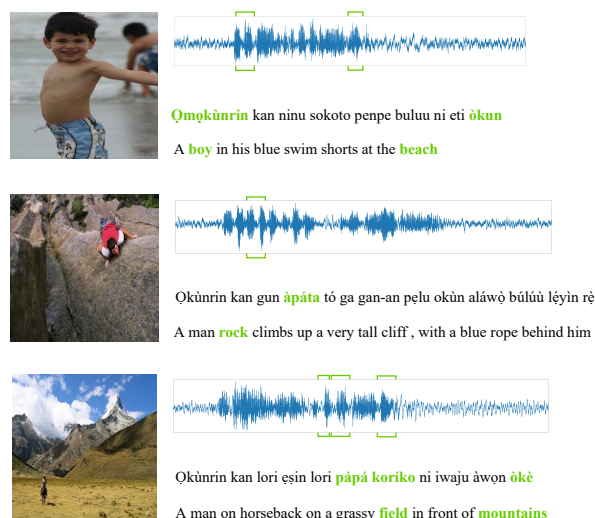 Ọmọkùnrin kan ninu sokoto penpe buluu ni eti òkun
A boy in his blue swim shorts at the beach
Ọkùnrin kan gun àpáta tó ga gan-an pẹlu okùn aláwọ̀ búlúù lẹ́yìn rẹ̀
A man rock climbs up a very tall cliff , with a blue rope behind him
Ọkùnrin kan lori ẹṣin lori pápá koríko ni iwaju àwọn òkè
A man on horseback on a grassy field in front of mountains